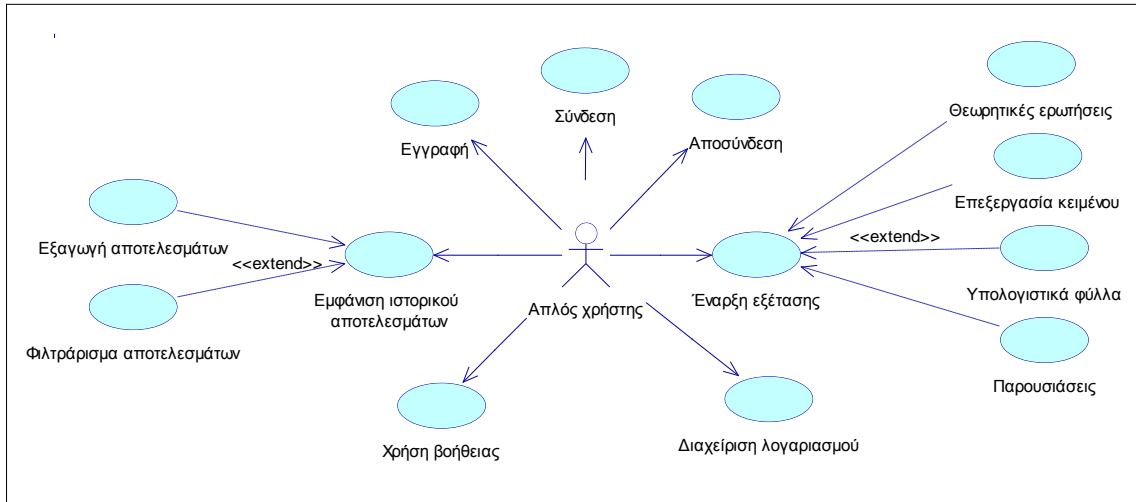 Θεωρητικές ερωτήσεις
Σύνδεση
Αποσύνδεση
Εγγραφή
Επεξεργασία κειμένου
<<extend>>
Εξαγωγή αποτελεσμάτων
<<extend>>
Υπολογιστικά φύλλα
Εμφάνιση ιστορικού
αποτελεσμάτων
Απλός χρήστης
Έναρξη εξέτασης
Φιλτράρισμα αποτελεσμάτων
Παρουσιάσεις
Χρήση βοήθειας
Διαχείριση λογαριασμού